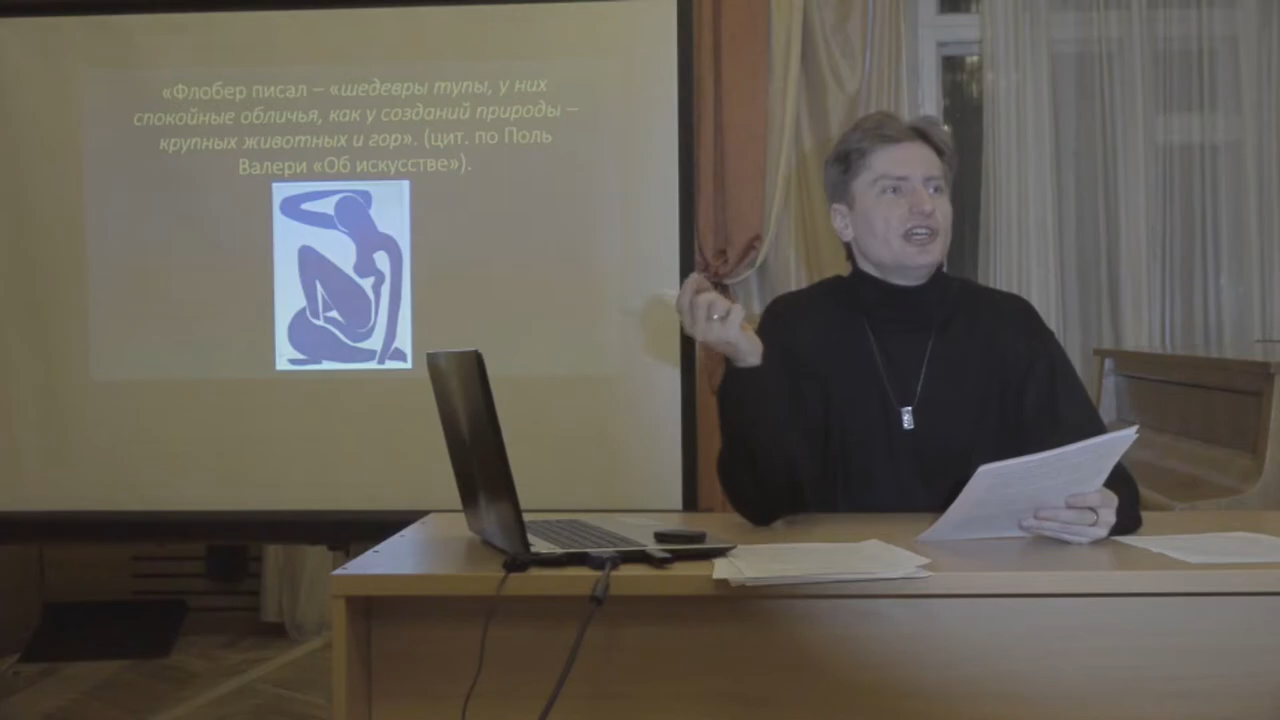 «Флобер писал – «шедевры тупы, у них
спокойные обличья, как у созданий природы –
крупных животных и гор». (цит. по Поль
Валери «Об искусстве»).